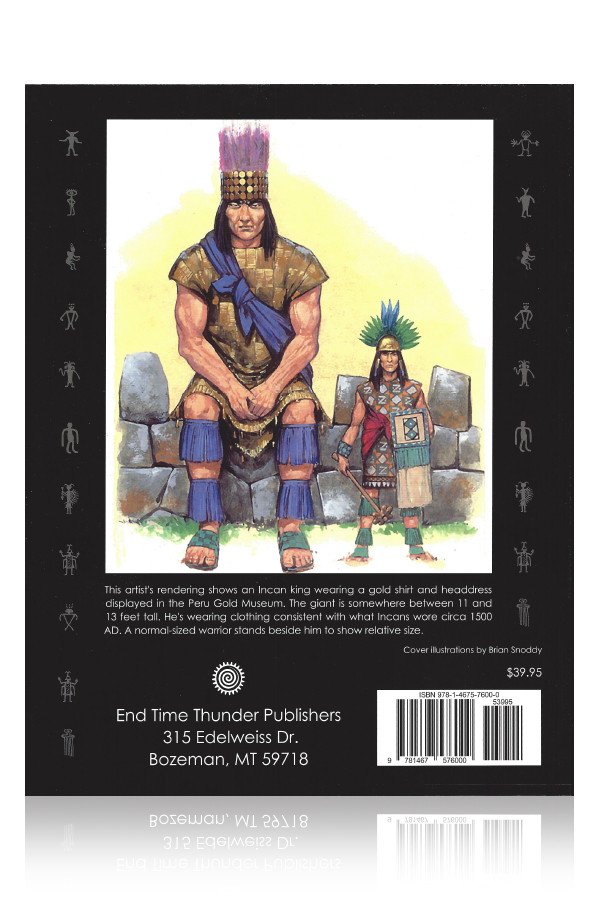 This artist's rendering shows an Incan king wearing a gold shirt and headdress
displayed in the Peru Gold Museum. The giant is somewhere between 11 and
13 feet tall. He's wearing clothing consistent with what Incans wore circa 1500
AD. A normal-sized warrior stands beside him to show relative size.
Cover illustrations by Brian Snoddy
$39.95
End Time Thunder Publishers
315 Edelweiss Dr.
Bozeman, MT 59718
ISBN 978-1-4675-7600-0
53995
9 781467 576000